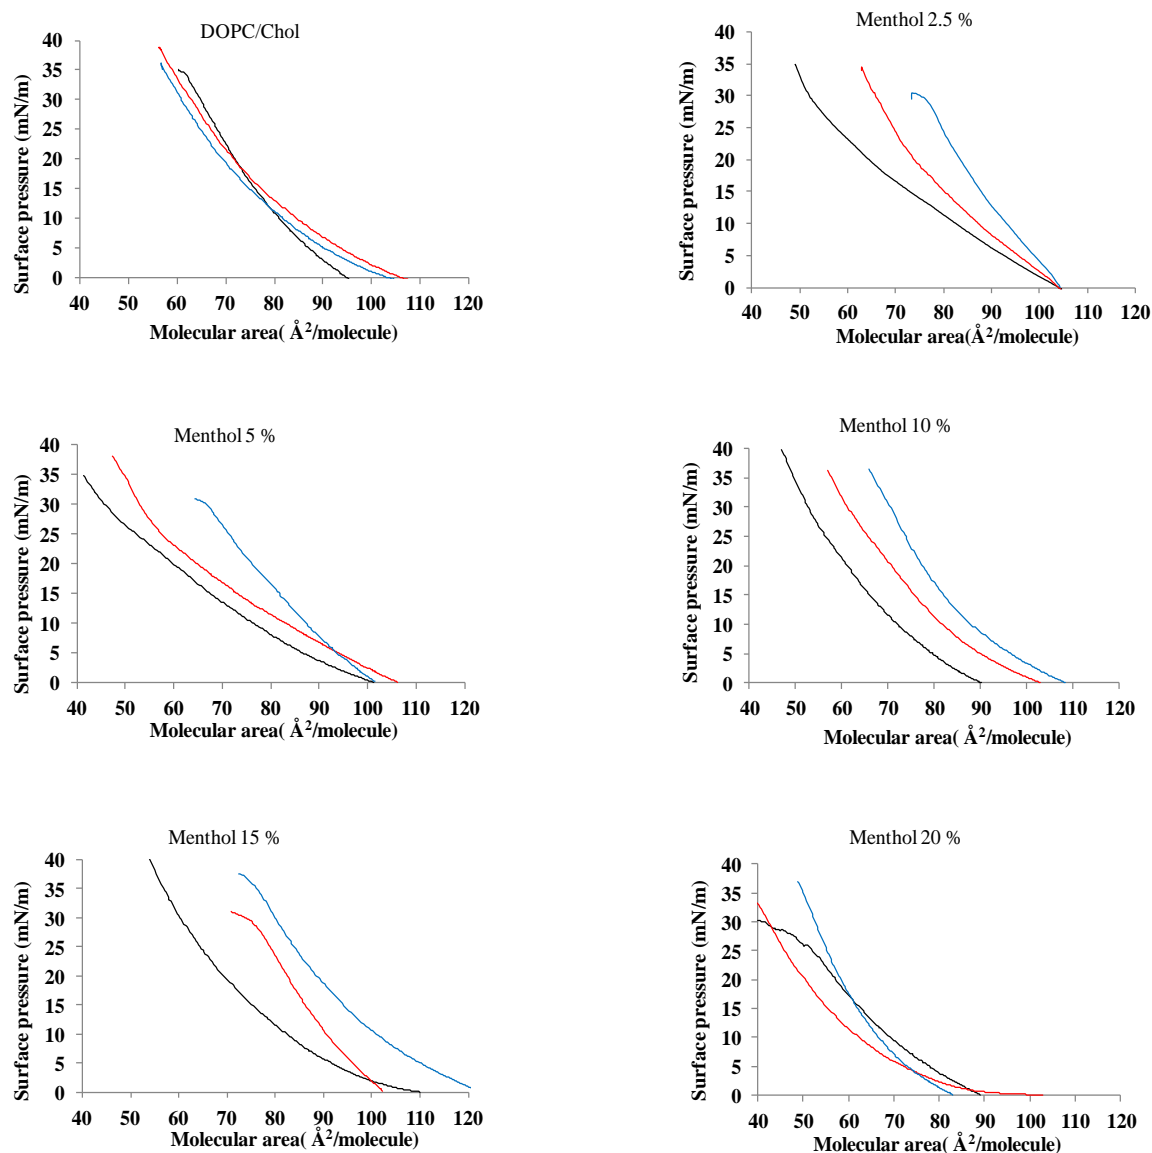 DOPC/Chol
Surface pressure (mN/m)
40
35
30
25
20
15
10
5
0
40 50 60 70 80 90 100 110 120
Molecular area( Å²/molecule)
Menthol 2.5 %
Surface pressure (mN/m)
40
35
30
25
20
15
10
5
0
40 50 60 70 80 90 100 110 120
Molecular area(Å²/molecule)
Menthol 5 %
Surface pressure (mN/m)
40
35
30
25
20
15
10
5
0
40 50 60 70 80 90 100 110 120
Molecular area( Å²/molecule)
Menthol 10 %
Surface pressure (mN/m)
40
35
30
25
20
15
10
5
0
40 50 60 70 80 90 100 110 120
Molecular area( Å²/molecule)
Menthol 15 %
Surface pressure (mN/m)
40
35
30
25
20
15
10
5
0
40 50 60 70 80 90 100 110 120
Molecular area( Å²/molecule)
Menthol 20 %
Surface pressure (mN/m)
40
35
30
25
20
15
10
5
0
40 50 60 70 80 90 100 110 120
Molecular area( Å²/molecule)